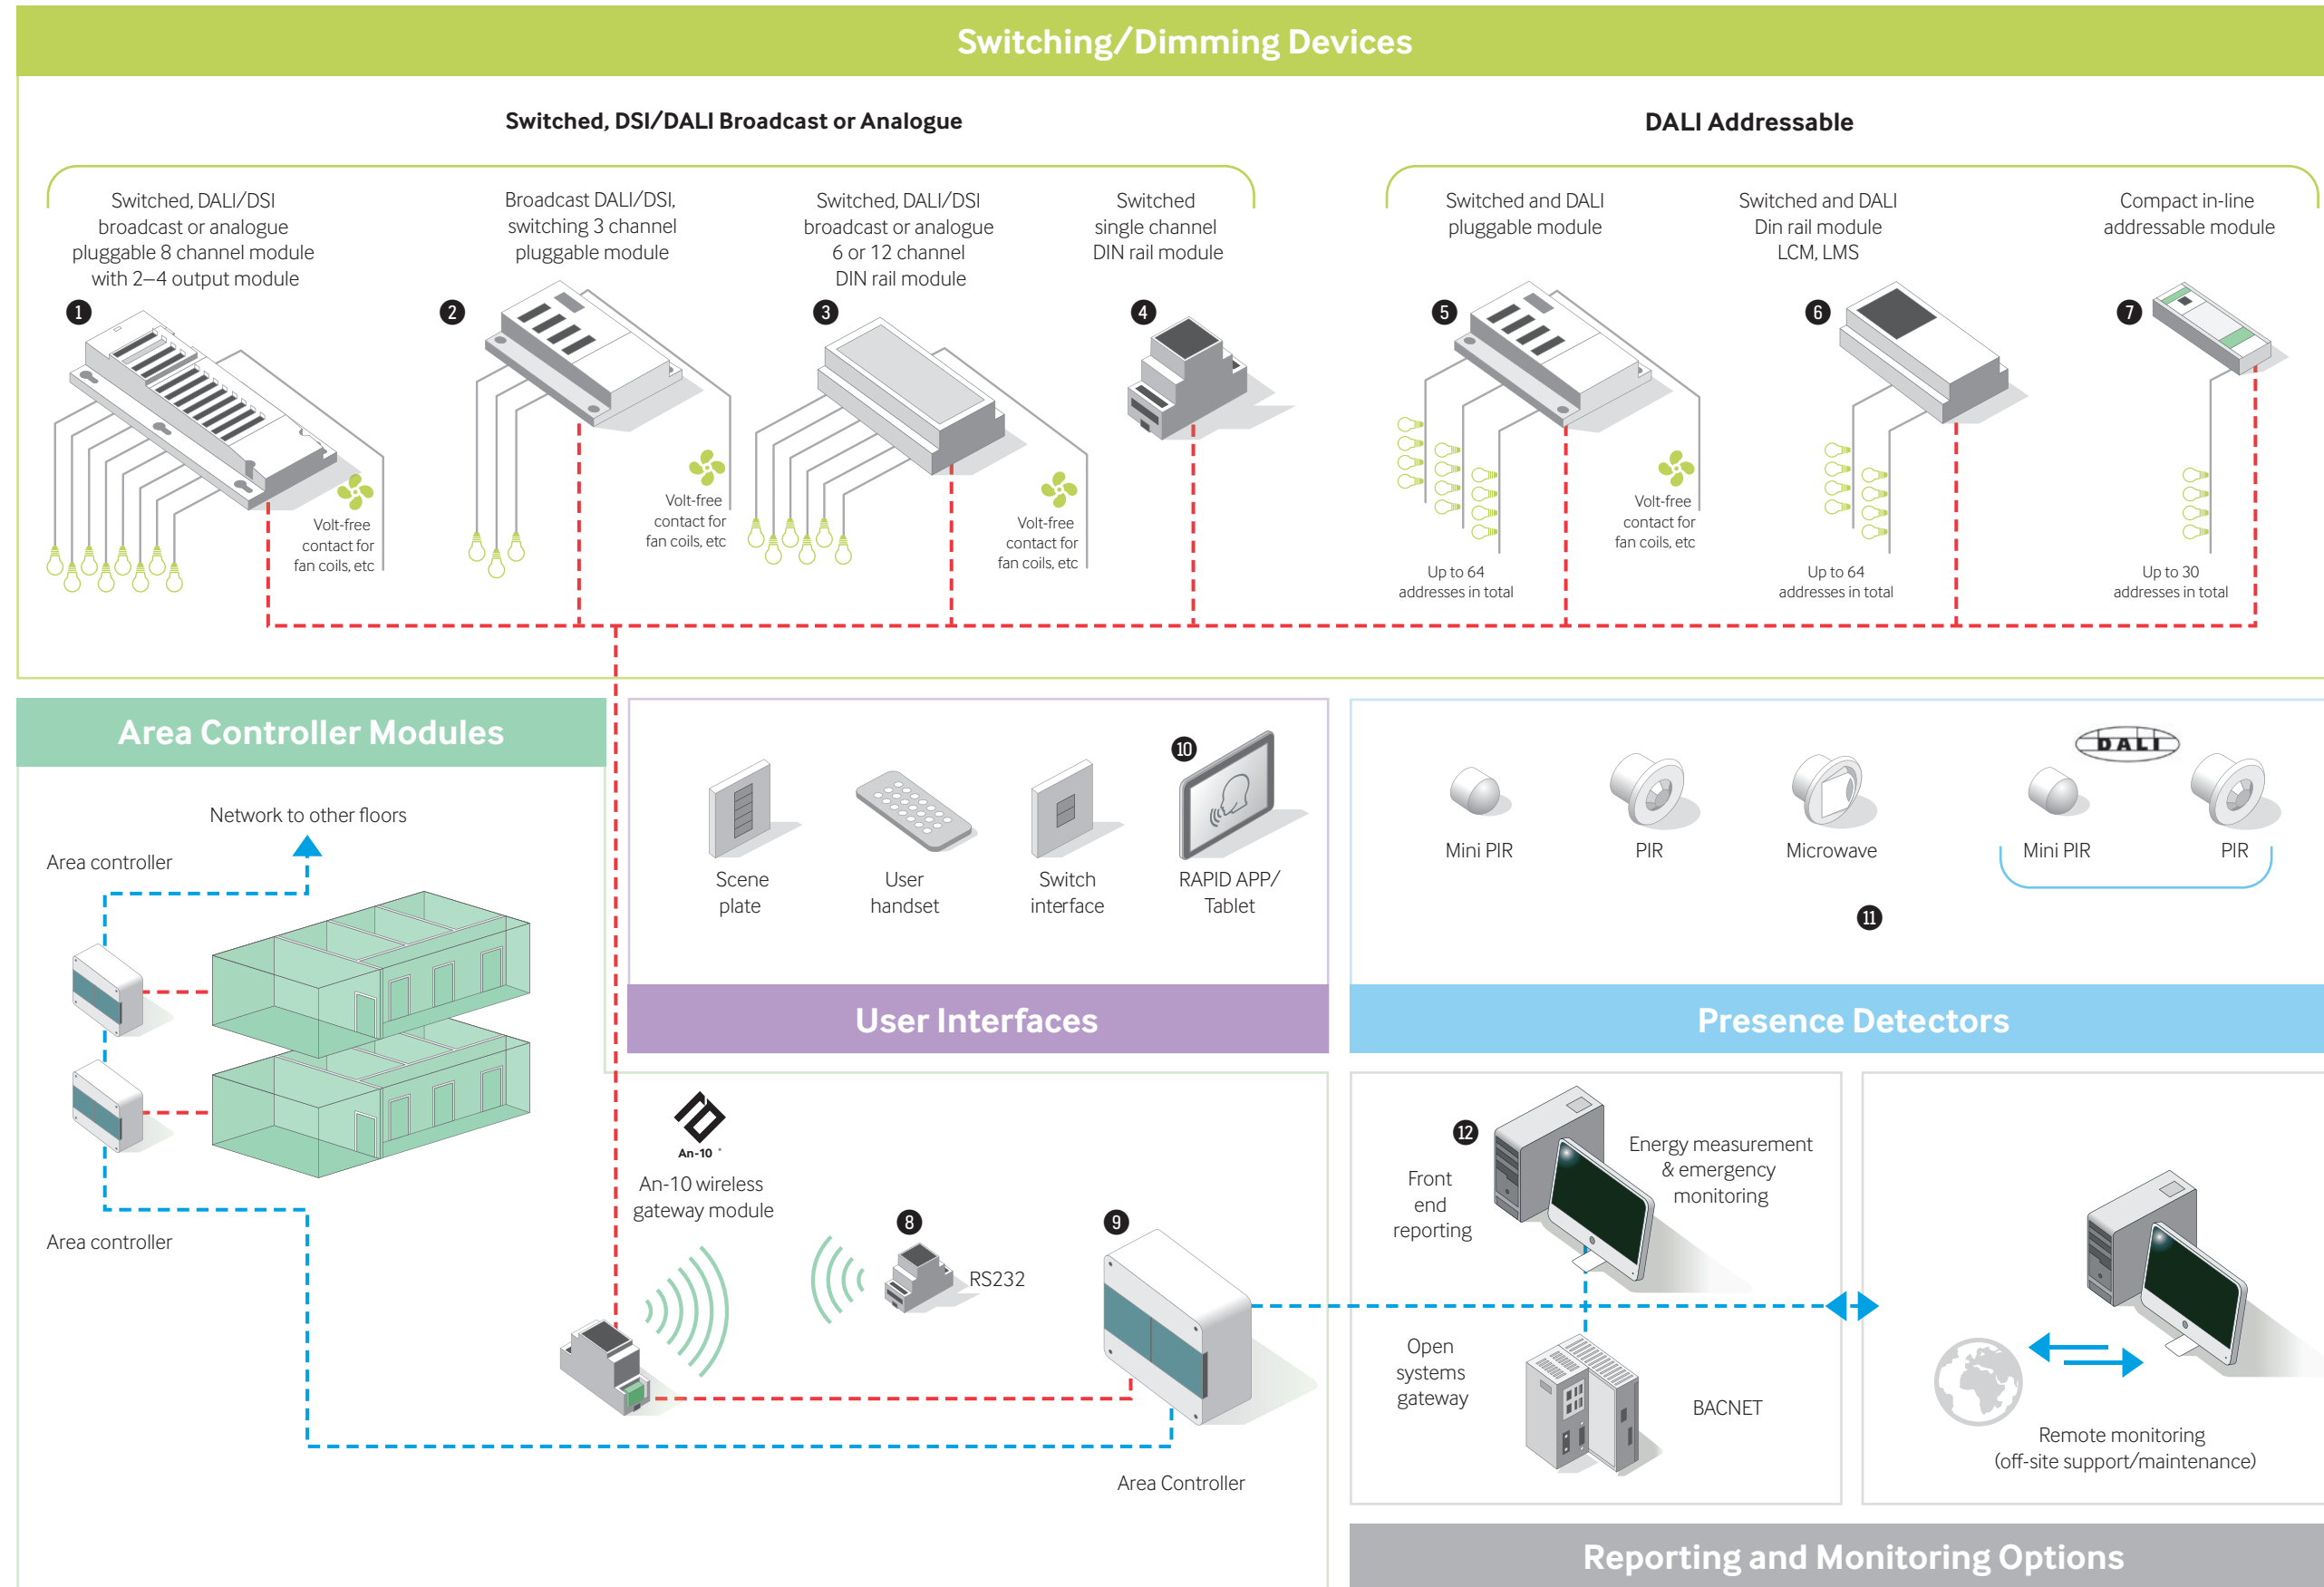 Switching/Dimming Devices
Switched, DSI/DALI Broadcast or Analogue
DALI Addressable
Switched, DALI/DSI
broadcast or analogue
pluggable 8 channel module
with 2–4 output module
Broadcast DALI/DSI,
switching 3 channel
pluggable module
Switched, DALI/DSI
broadcast or analogue
6 or 12 channel
DIN rail module
Switched
single channel
DIN rail module
Switched and DALI
pluggable module
Switched and DALI
Din rail module
LCM, LMS
Compact in-line
addressable module
1
2
3
4
5
6
7
Volt-free
contact for
fan coils, etc
Volt-free
contact for
fan coils, etc
Volt-free
contact for
fan coils, etc
Volt-free
contact for
fan coils, etc
Up to 64
addresses in total
Up to 64
addresses in total
Up to 30
addresses in total
Area Controller Modules
Network to other floors
Area controller
Area controller
10
Scene
plate
User
handset
Switch
interface
RAPID APP/
Tablet
User Interfaces
DALI
Mini PIR
PIR
Microwave
Mini PIR
PIR
11
Presence Detectors
An-10
An-10 wireless
gateway module
8
RS232
9
Area Controller
12
Front
end
reporting
Energy measurement
& emergency
monitoring
Open
systems
gateway
BACNET
Remote monitoring
(off-site support/maintenance)
Reporting and Monitoring Options